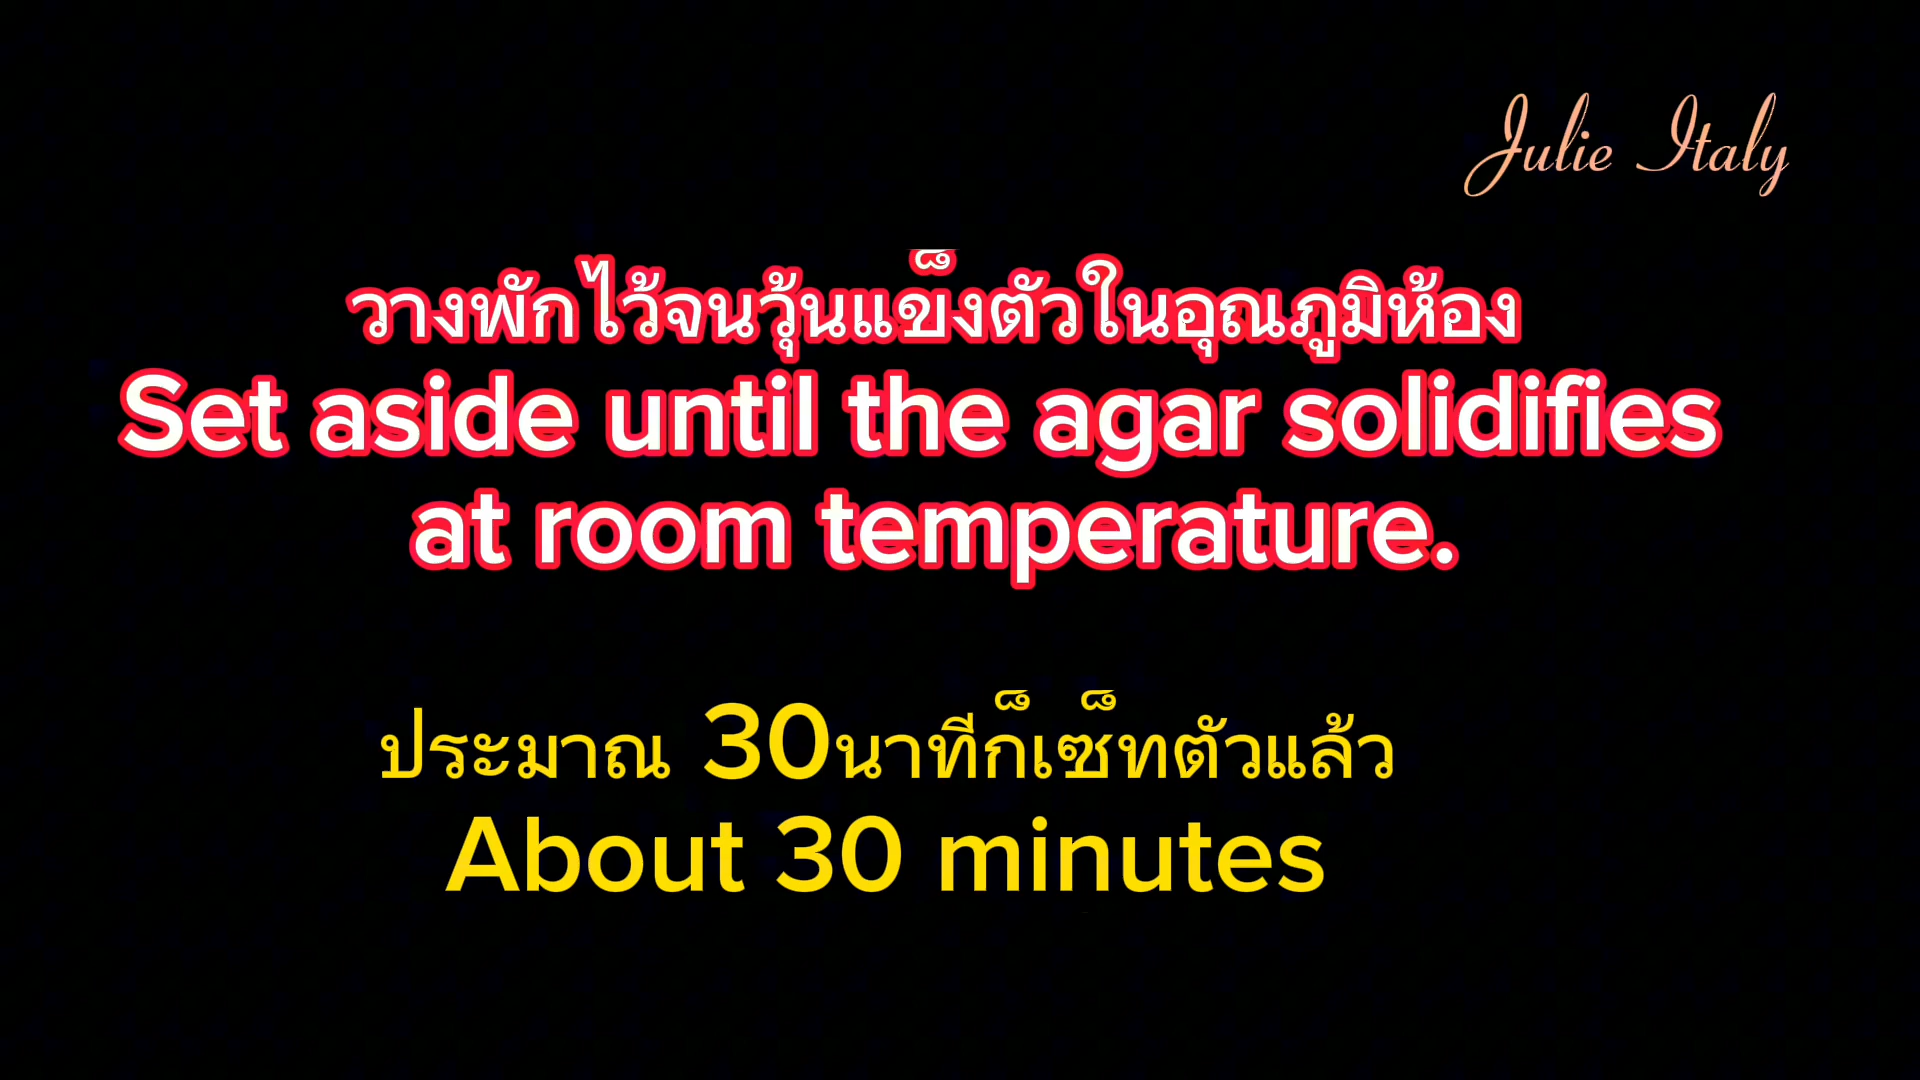 Julie Italy
วางพักไว้จนวุ้นแข็งตัวในอุณภูมิห้อง
Set aside until the agar solidifies
at room temperature.
ประมาณ 30นาทีก็เซ็ทตัวแล้ว
About 30 minutes